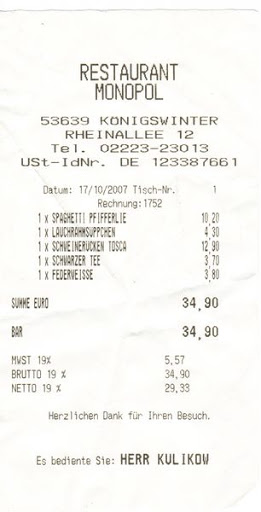 RESTAURANT
MONOPOL
53639 KÖNIGSWINTER
RHEINALLEE 12
Tel. 02223-23013
USt-IdNr. DE 123387661
Datum: 17/10/2007 Tisch-Nr. 1
Rechnung:1752
1 x SPAGHETTI PFIFFERLIE 10,20
1 x LAUCHRAHMSÜPPCHEN 4,30
1 x SCHWEINERÜCKEN TOSCA 12,90
1 x SCHWARZER TEE 3,70
1 x FEDERWEISSE 3,80
SUMME EURO 34,90
BAR 34,90
MWST 19% 5,57
BRUTTO 19 % 34,90
NETTO 19 % 29,33
Herzlichen Dank für Ihren Besuch.
Es bediente Sie: HERR KULIKOW